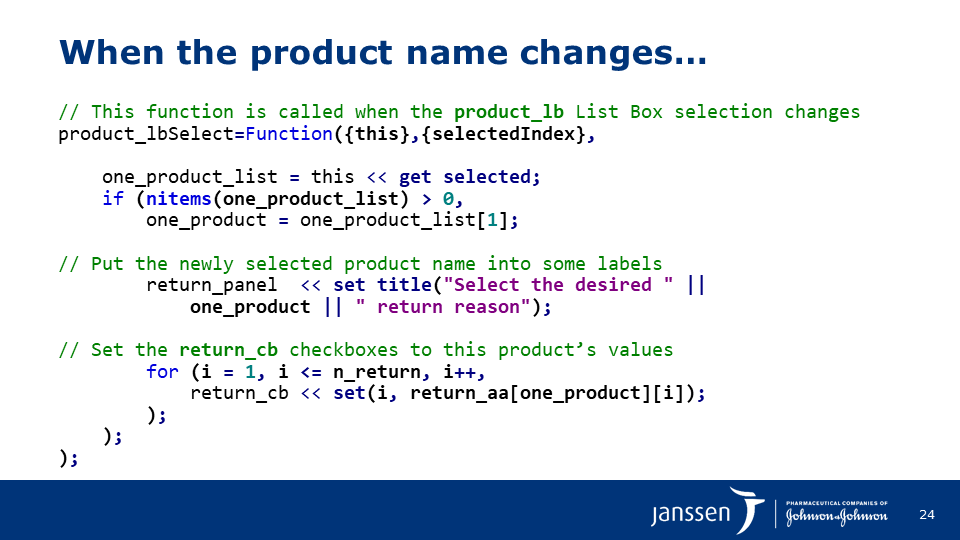 When the product name changes…
// This function is called when the product_lb List Box selection changes
product_lbSelect=Function({this},{selectedIndex},
    one_product_list = this << get selected;
    if (nitems(one_product_list) > 0,
        one_product = one_product_list[1];
// Put the newly selected product name into some labels
        return_panel  << set title("Select the desired " ||
            one_product || " return reason");
// Set the return_cb checkboxes to this product’s values
        for (i = 1, i <= n_return, i++,
            return_cb << set(i, return_aa[one_product][i]);
        );
    );
);
janssen
PHARMACEUTICAL COMPANIES OF
Johnson & Johnson
24